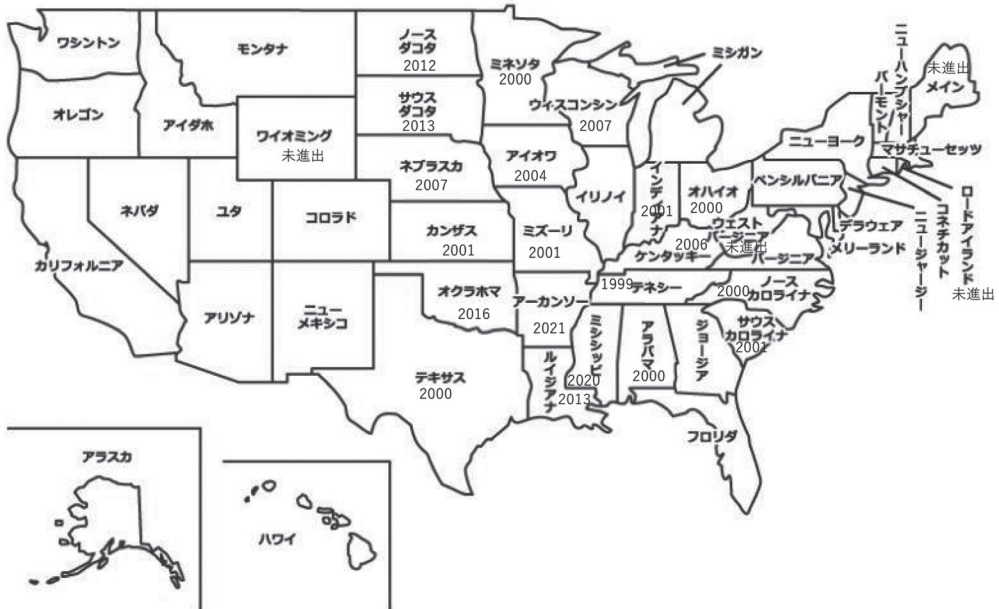 ワシントン
モンタナ
ノース
ダコタ
2012
ミネソタ
2000
ミシガン
ニューハンプシャー
バーモント
未進出
メイン
オレゴン
アイダホ
ワイオミング
未進出
サウス
ダコタ
2013
ウィスコンシン
2007
ニューヨーク
マサチューセッツ
ネバダ
ユタ
コロラド
ネブラスカ
2007
アイオワ
2004
イリノイ
インディアナ
2001
オハイオ
2000
ペンシルバニア
ロードアイランド
未進出
コネチカット
ニュージャージー
デラウェア
メリーランド
カリフォルニア
カンザス
2001
ミズーリ
2001
ケンタッキー
2006
ウェスト
バージニア
未進出
バージニア
アリゾナ
ニュー
メキシコ
オクラホマ
2016
アーカンソー
2021
1999
テネシー
2000
ノース
カロライナ
サウス
カロライナ
2001
テキサス
2000
ルイジアナ
2013
ミシシッピ
2020
アラバマ
2000
ジョージア
フロリダ
アラスカ
ハワイ